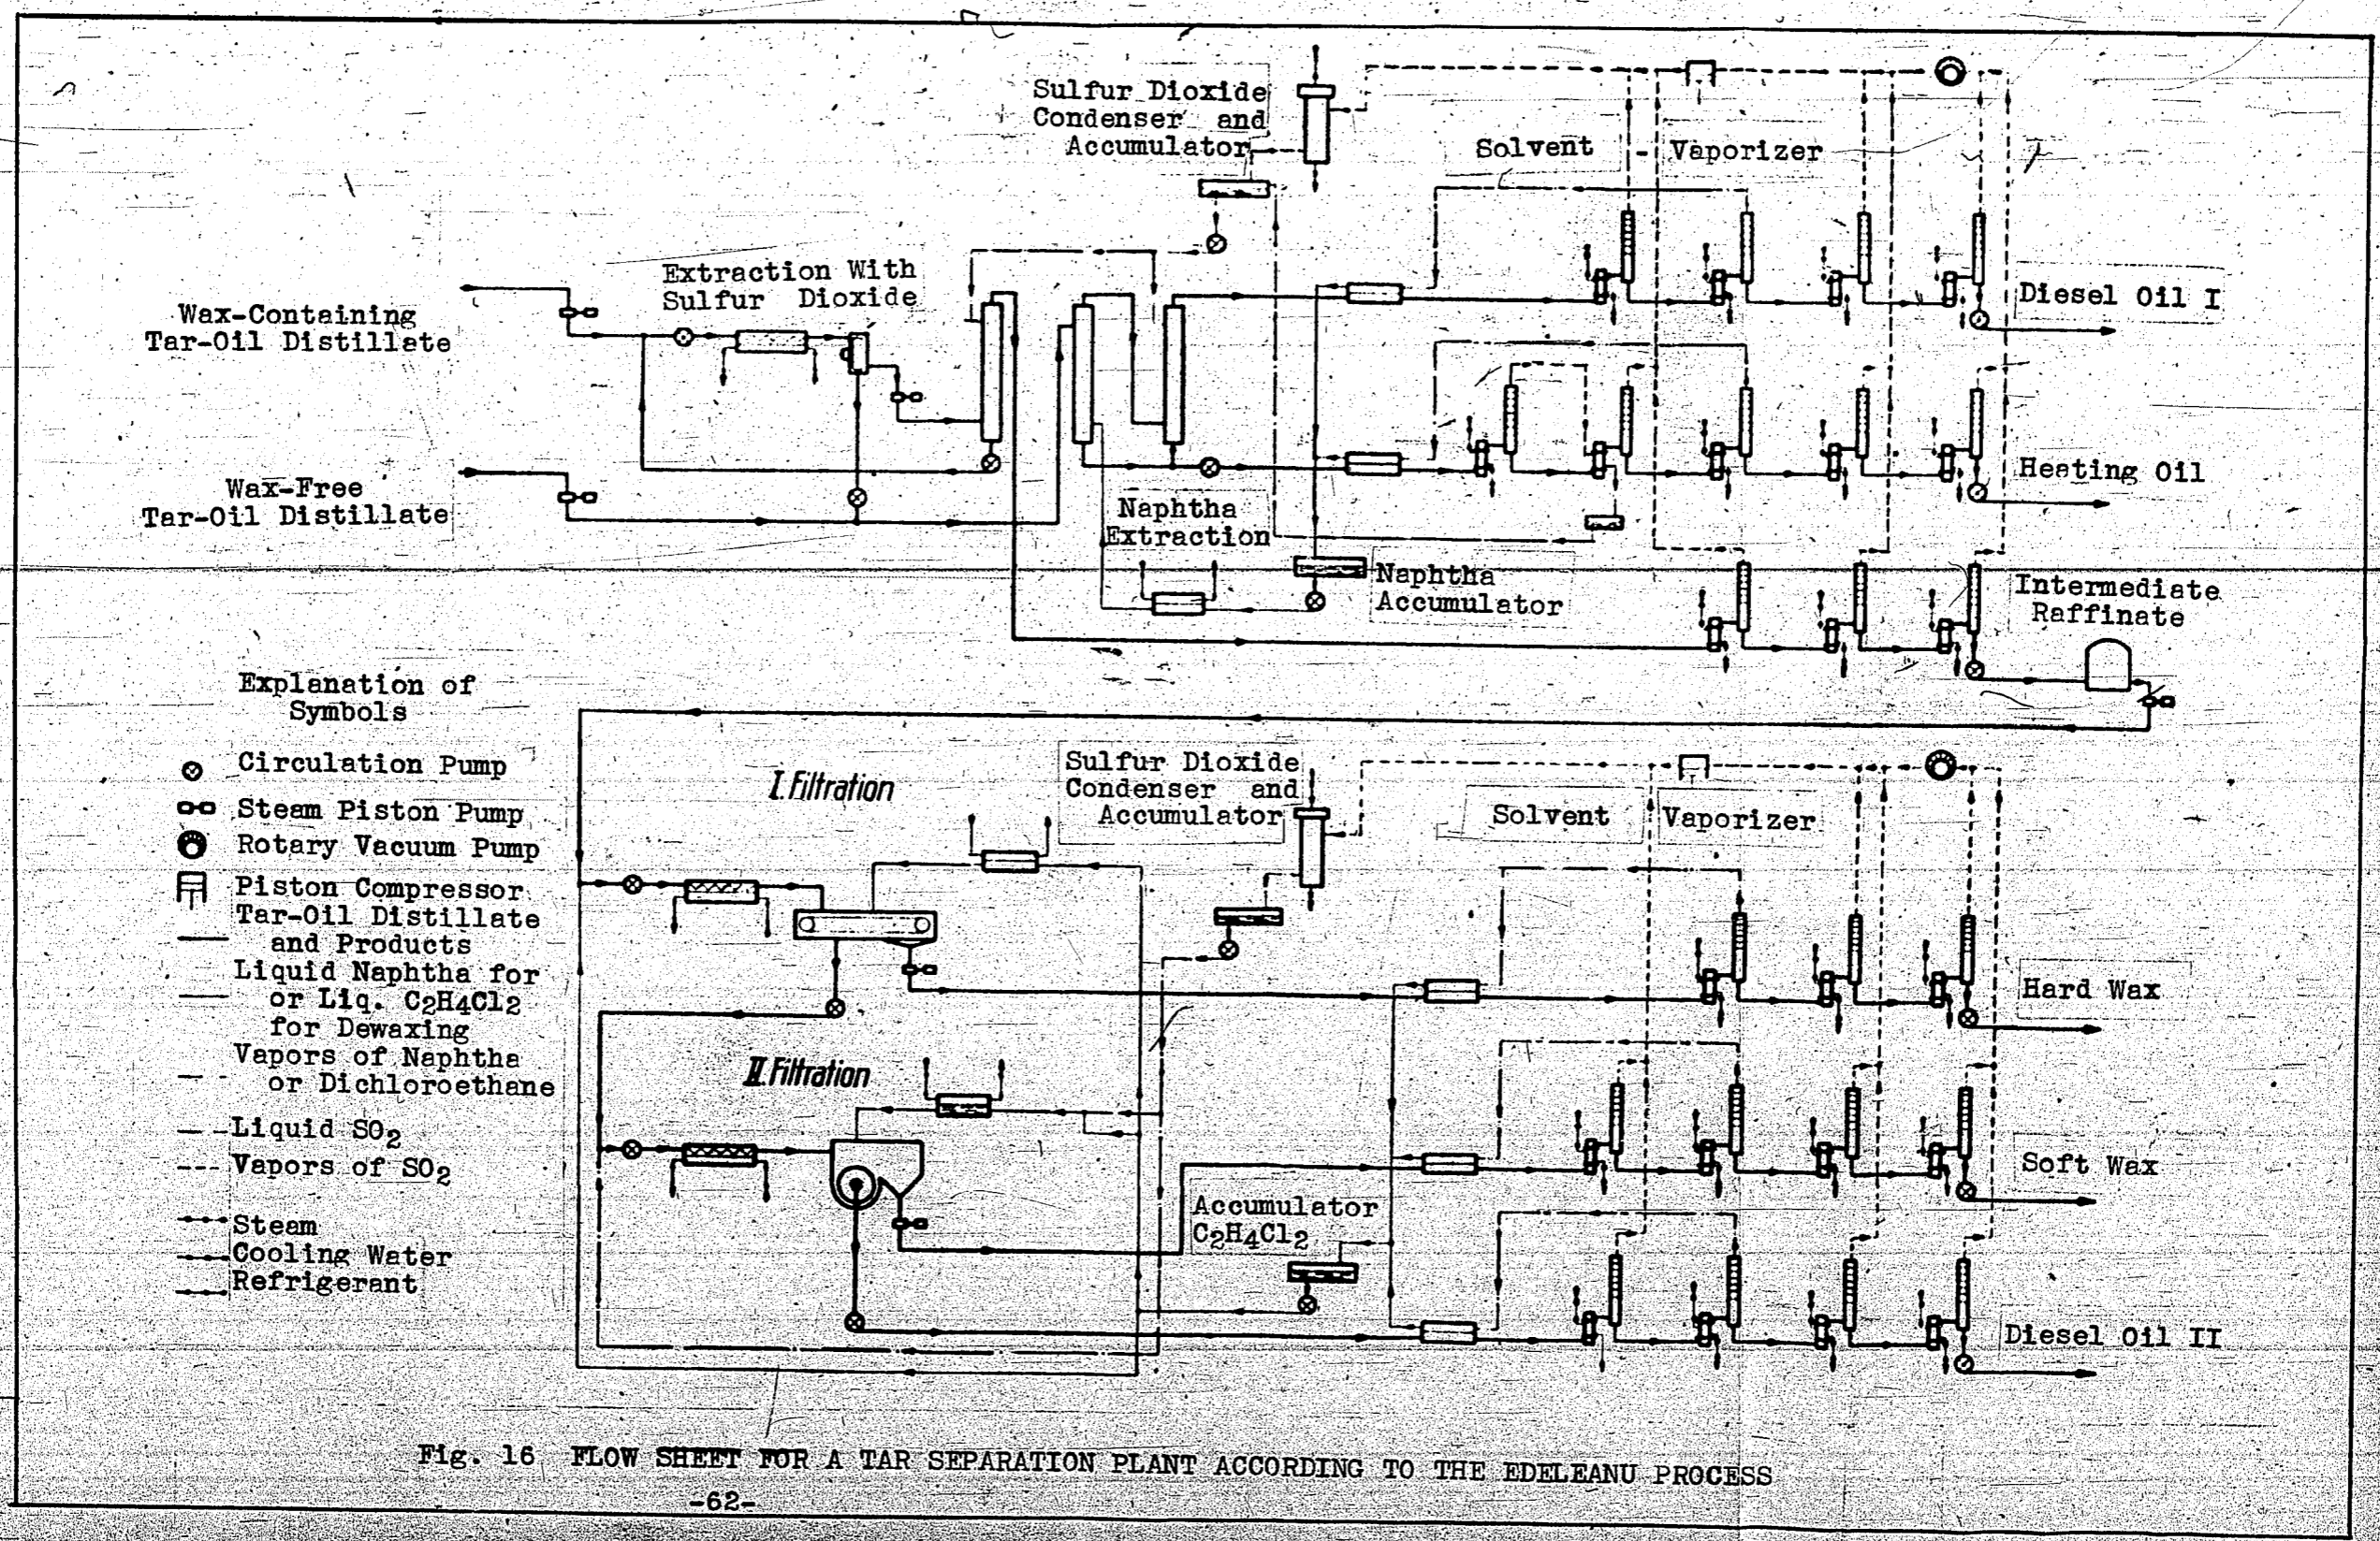 Sulfur Dioxide
Condenser and
Accumulator
Solvent - Vaporizer
Extraction With
Sulfur Dioxide
Wax-Containing
Tar-Oil Distillate
Diesel Oil I
Wax-Free
Tar-Oil Distillate
Heating Oil
Naphtha
Extraction
Naphtha
Accumulator
Intermediate
Raffinate
Explanation of
Symbols
Circulation Pump
Steam Piston Pump
Rotary Vacuum Pump
Piston Compressor
Tar-Oil Distillate
and Products
Liquid Naphtha for
or Liq. C2H4Cl2
for Dewaxing
Vapors of Naphtha
or Dichloroethane
Liquid SO2
Vapors of SO2
Steam
Cooling Water
Refrigerant
I. Filtration
Sulfur Dioxide
Condenser and
Accumulator
Solvent Vaporizer
Hard Wax
II. Filtration
Soft Wax
Accumulator
C2H4Cl2
Diesel Oil II
Fig. 16 FLOW SHEET FOR A TAR SEPARATION PLANT ACCORDING TO THE EDELEANU PROCESS
-62-